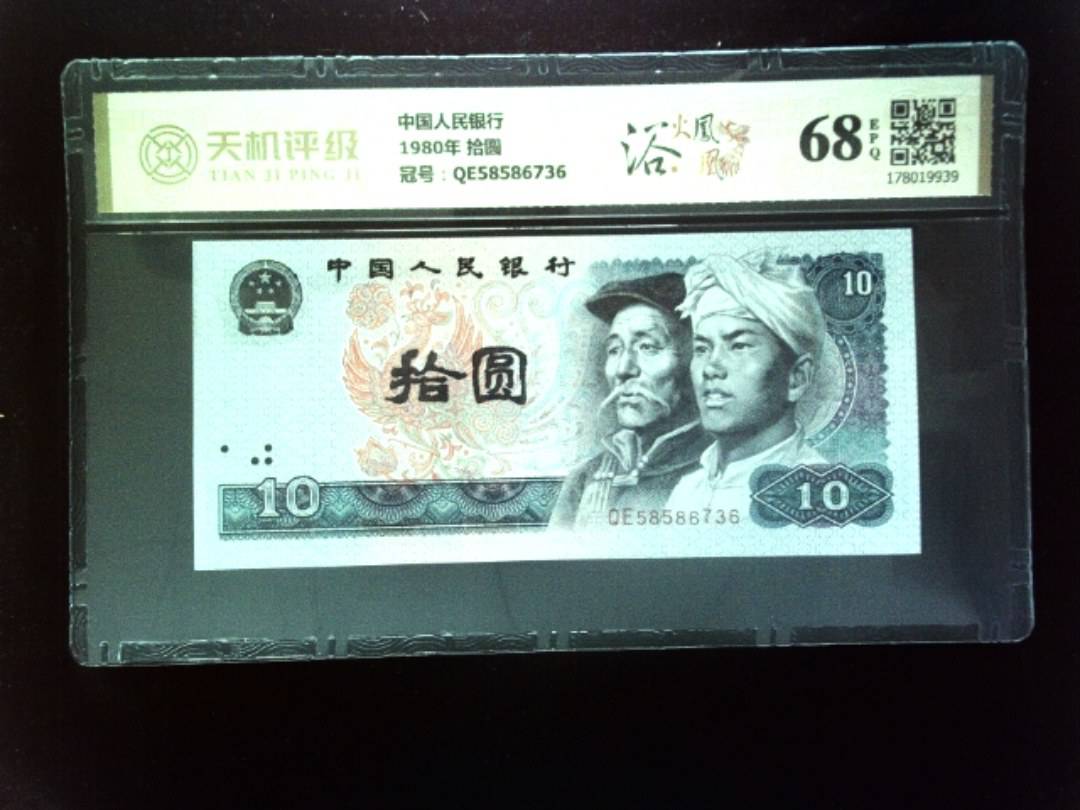 天机评级
TIAN JI PING JI
中国人民银行
1980年 拾圆
冠号：QE58586736
浴火凤凰
68
EPQ
178019939
中国人民银行
10
拾圆
10
QE58586736
10